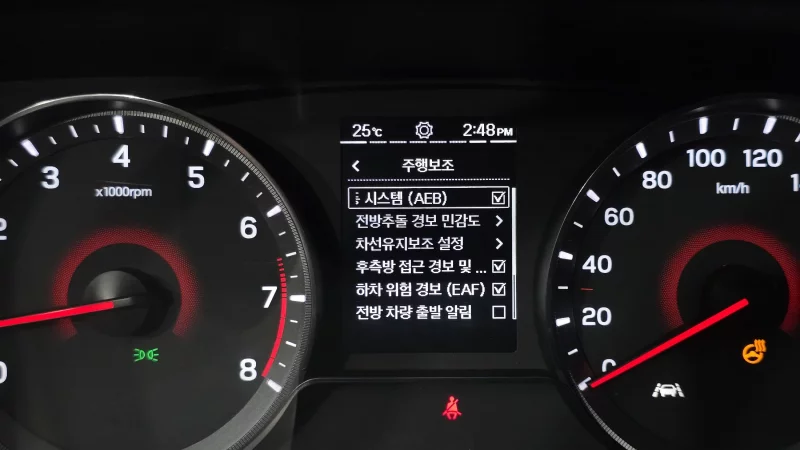 25℃ 2:48PM
< 주행보조
시스템 (AEB)
전방추돌 경보 민감도 >
차선유지보조 설정 >
후측방 접근 경보 및 ...
하차 위험 경보 (EAF)
전방 차량 출발 알림
2
3
4
5
6
7
8
0
x1000rpm
0
20
40
60
80
100
120
km/h